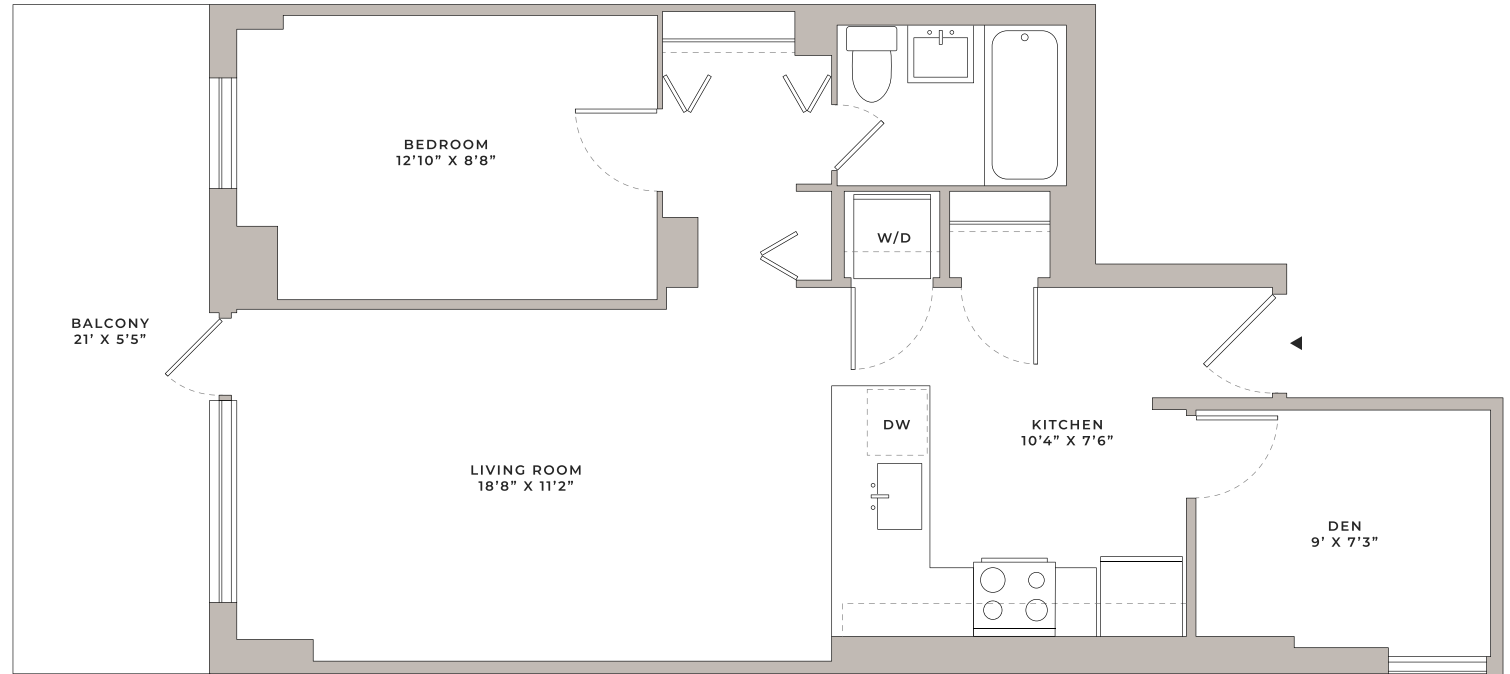 BEDROOM
12’10” X 8’8”
W/D
BALCONY
21’ X 5’5”
DW
KITCHEN
10’4” X 7’6”
LIVING ROOM
18’8” X 11’2”
DEN
9’ X 7’3”